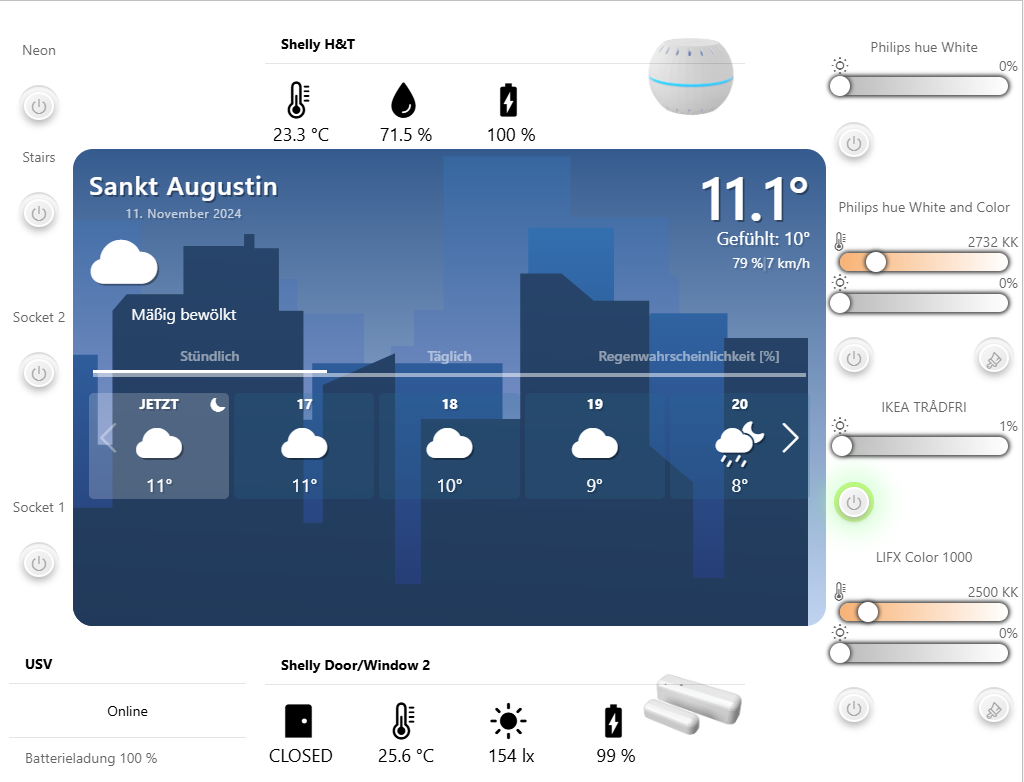 Neon
Stairs
Socket 2
Socket 1
Shelly H&T
23.3 °C
71.5 %
100 %
Sankt Augustin
11. November 2024
Mäßig bewölkt
11.1°
Gefühlt: 10°
79 %|7 km/h
Stündlich
Täglich
Regenwahrscheinlichkeit [%]
JETZT
17
18
19
20
11°
11°
10°
9°
8°
USV
Online
Batterieladung 100 %
Shelly Door/Window 2
CLOSED
25.6 °C
154 lx
99 %
Philips hue White
0%
Philips hue White and Color
2732 KK
0%
IKEA TRÅDFRI
1%
LIFX Color 1000
2500 KK
0%